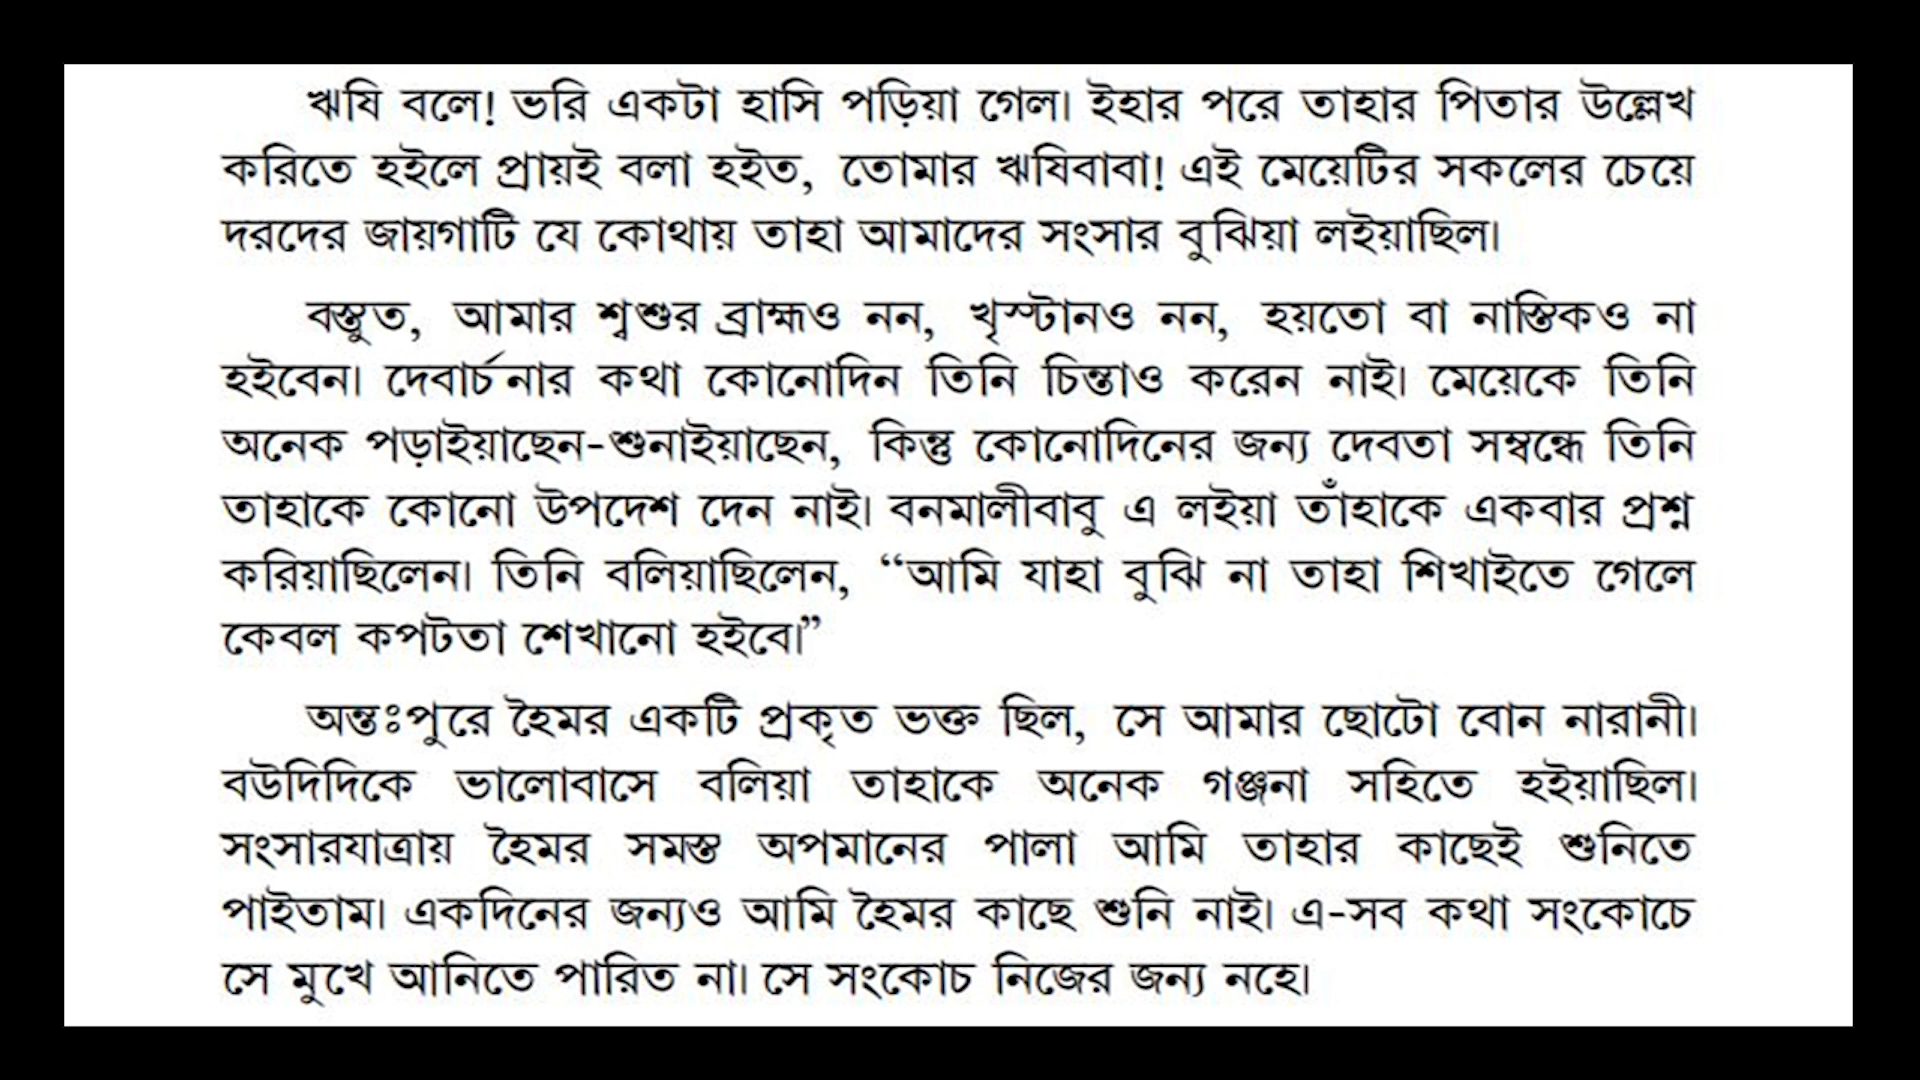 ঋষি বলে! ভরি একটা হাসি পড়িয়া গেল। ইহার পরে তাহার পিতার উল্লেখ
করিতে হইলে প্রায়ই বলা হইত, তোমার ঋষিবাবা! এই মেয়েটির সকলের চেয়ে
দরদের জায়গাটি যে কোথায় তাহা আমাদের সংসার বুঝিয়া লইয়াছিল।
বস্তুত, আমার শ্বশুর ব্রাহ্মও নন, খৃস্টানও নন, হয়তো বা নাস্তিকও না
হইবেন। দেবার্চনার কথা কোনোদিন তিনি চিন্তাও করেন নাই। মেয়েকে তিনি
অনেক পড়াইয়াছেন-শুনাইয়াছেন, কিন্তু কোনোদিনের জন্য দেবতা সম্বন্ধে তিনি
তাহাকে কোনো উপদেশ দেন নাই। বনমালীবাবু এ লইয়া তাঁহাকে একবার প্রশ্ন
করিয়াছিলেন। তিনি বলিয়াছিলেন, “আমি যাহা বুঝি না তাহা শিখাইতে গেলে
কেবল কপটতা শেখানো হইবে।”
অন্তঃপুরে হৈমর একটি প্রকৃত ভক্ত ছিল, সে আমার ছোটো বোন নারানী।
বউদিদিকে ভালোবাসে বলিয়া তাহাকে অনেক গঞ্জনা সহিতে হইয়াছিল।
সংসারযাত্রায় হৈমর সমস্ত অপমানের পালা আমি তাহার কাছেই শুনিতে
পাইতাম। একদিনের জন্যও আমি হৈমর কাছে শুনি নাই। এ-সব কথা সংকোচে
সে মুখে আনিতে পারিত না। সে সংকোচ নিজের জন্য নহে।